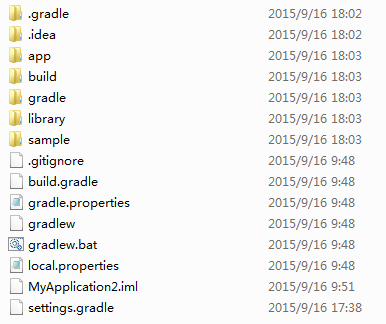 .gradle 2015/9/16 18:02
.idea 2015/9/16 18:02
app 2015/9/16 18:03
build 2015/9/16 18:03
gradle 2015/9/16 18:03
library 2015/9/16 18:03
sample 2015/9/16 18:03
.gitignore 2015/9/16 9:48
build.gradle 2015/9/16 9:48
gradle.properties 2015/9/16 9:48
gradlew 2015/9/16 9:48
gradlew.bat 2015/9/16 9:48
local.properties 2015/9/16 9:48
MyApplication2.iml 2015/9/16 9:51
settings.gradle 2015/9/16 17:38